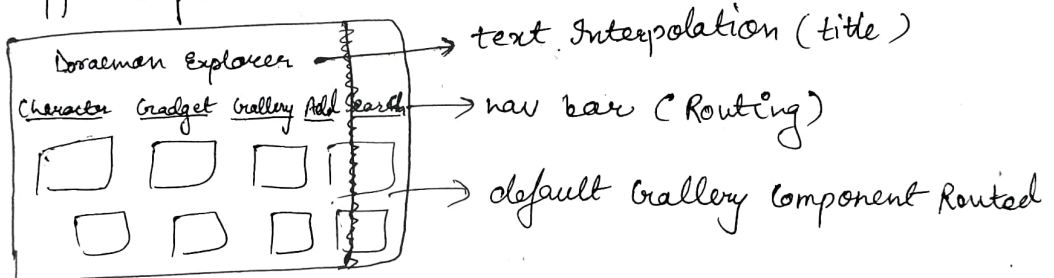 Doraemon Explorer → text Interpolation (title)
Character Gadget Gallery Add Search → nav bar (Routing)
→ default Gallery Component Routed